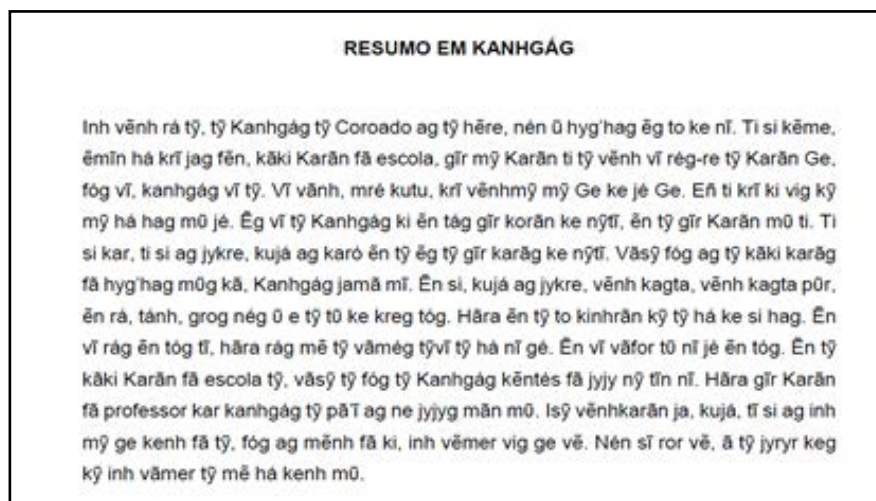 RESUMO EM KANHGÁG
Inh vẽnh rá tỹ, tỹ Kanhgág tỹ Coroado ag tỹ hẽre, nén ũ hyg'hag ẽg to ke nĩ. Ti si kẽme,
ẽmĩn há krĩ jag fẽn, kãki Karãn fã escola, gĩr mỹ Karãn ti tỹ vẽnh vĩ rég-re tỹ Karãn Ge,
fóg vĩ, kanhgág vĩ tỹ. Vĩ vãnh, mré kutu, krĩ vẽnhmỹ mỹ Ge ke jé Ge. Eñ ti krĩ ki vig kỹ
mỹ há hag mũ jé. Ẽg vĩ tỹ Kanhgág ki ẽn tág gĩr korãn ke nỹtĩ, ẽn tỹ gĩr Karãn mũ ti. Ti
si kar, ti si ag jykre, kujá ag karó ẽn tỹ ẽg tỹ gĩr karãg ke nỹtĩ. Vãsỹ fóg ag tỹ kãki karãg
fã hyg'hag mũg kã, Kanhgág jamã mĩ. Ẽn si, kujá ag jykre, vẽnh kagta, vẽnh kagta pũr,
ẽn rá, tánh, grog nég ũ e tỹ tũ ke kreg tóg. Hãra ẽn tỹ to kinhrãn kỹ tỹ há ke si hag. Ẽn
vĩ rág ẽn tóg tĩ, hãra rág mẽ tỹ vãmég tỹvĩ tỹ há nĩ gé. Ẽn vĩ vãfor tũ nĩ jé ẽn tóg. Ẽn tỹ
kãki Karãn fã escola tỹ, vãsỹ tỹ fóg tỹ Kanhgág kẽntés fã jyjy nỹ tĩn nĩ. Hãra gĩr Karãn
fã professor kar kanhgág tỹ pã'ĩ ag ne jyjyg mãn mũ. Isỹ vẽnhkarãn ja, kujá, tĩ si ag inh
mỹ ge kenh fã tỹ, fóg ag mẽnh fã ki, inh vẽmer vig ge vẽ. Nén sĩ ror vẽ, ã tỹ jyryr keg
kỹ inh vãmer tỹ mẽ há kenh mũ.